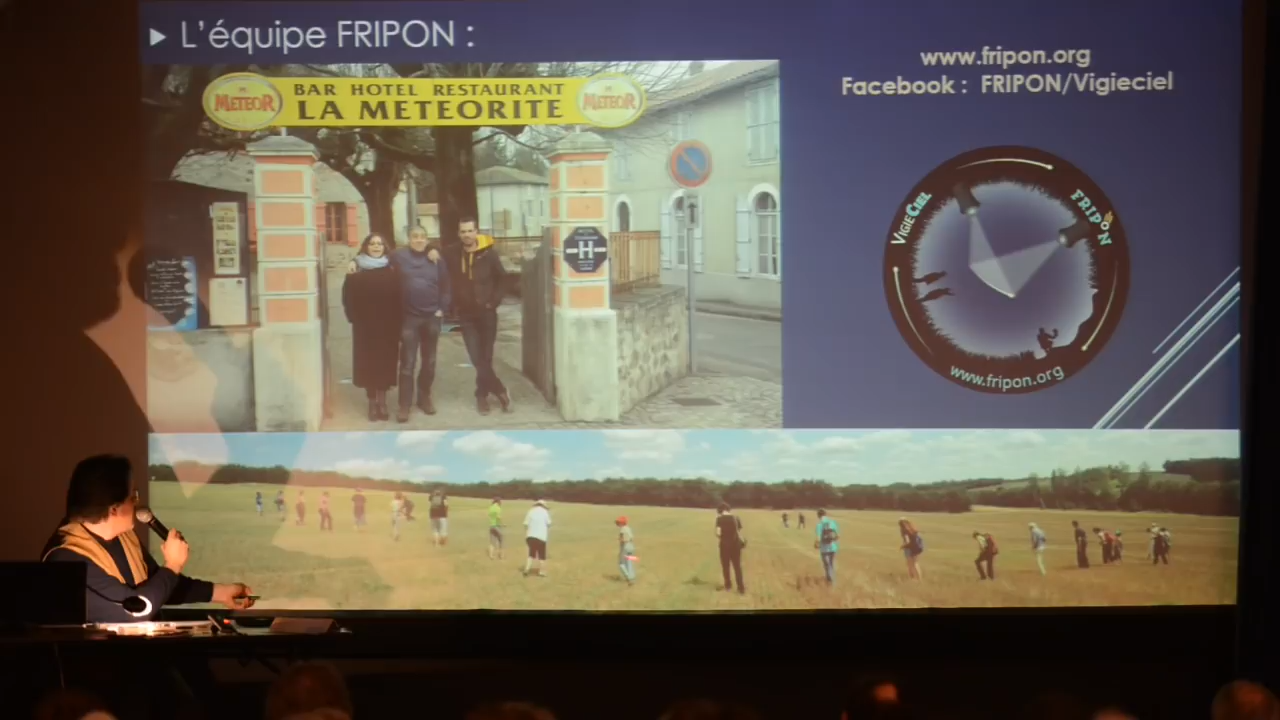 ► L'équipe FRIPON :
www.fripon.org
Facebook : FRIPON/Vigieciel
METEOR
BAR HOTEL RESTAURANT
LA METEORITE
METEOR
H
VIGIECIEL
FRIPON
www.fripon.org